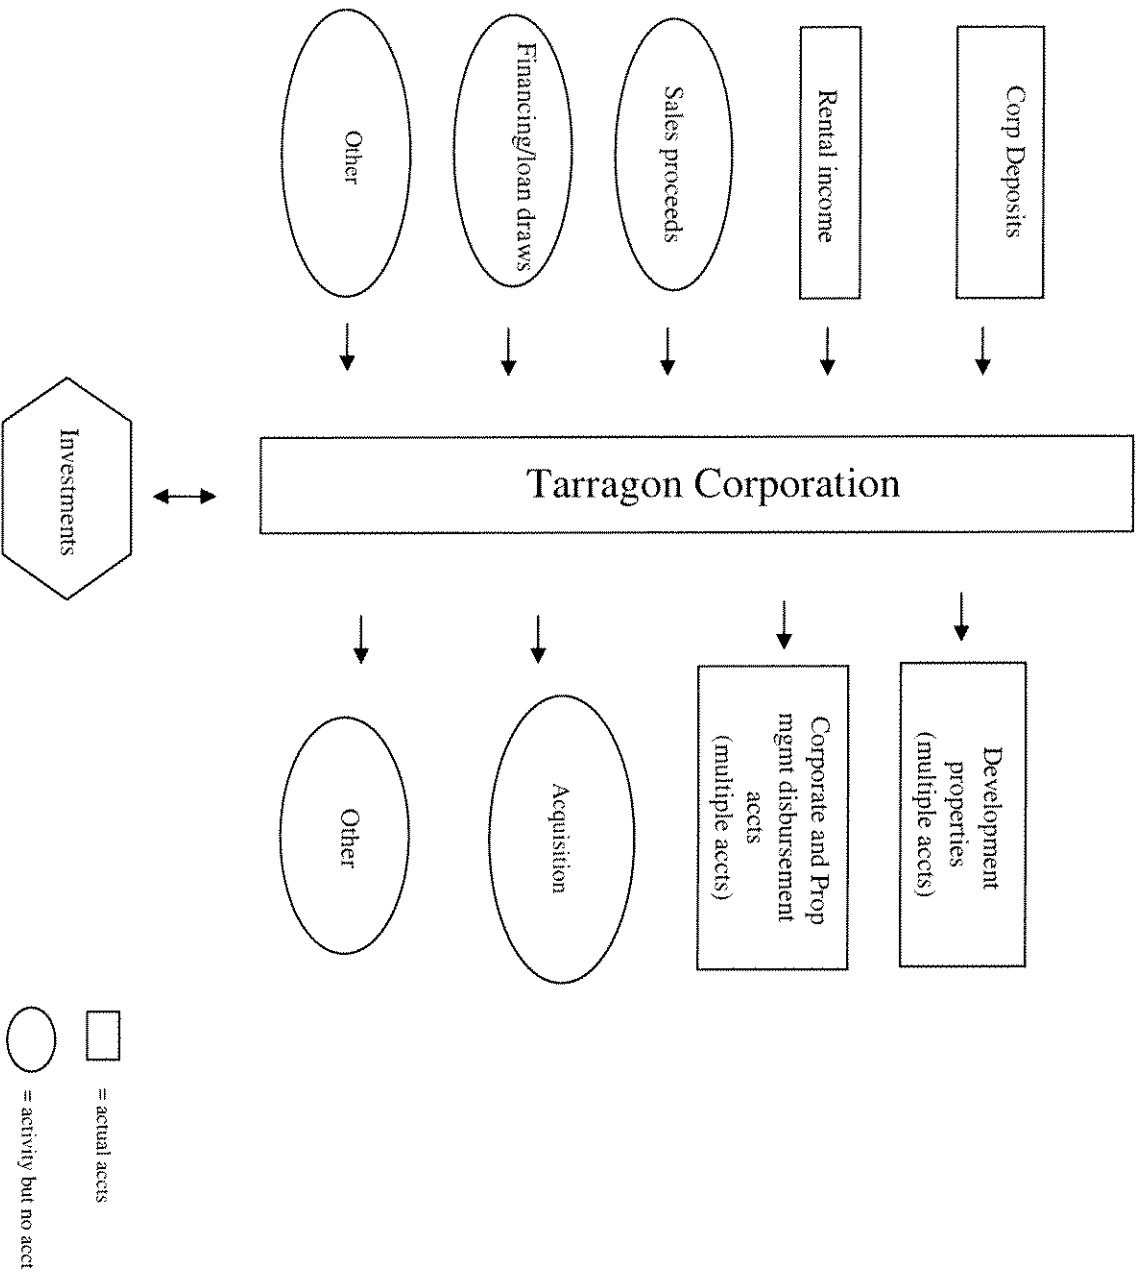 Corp Deposits
Rental income
Sales proceeds
Financing/loan draws
Other
Tarragon Corporation
Investments
Development
properties
(multiple accts)
Corporate and Prop
mgmt disbursement
accts
(multiple accts)
Acquisition
Other
= actual accts
= activity but no acct